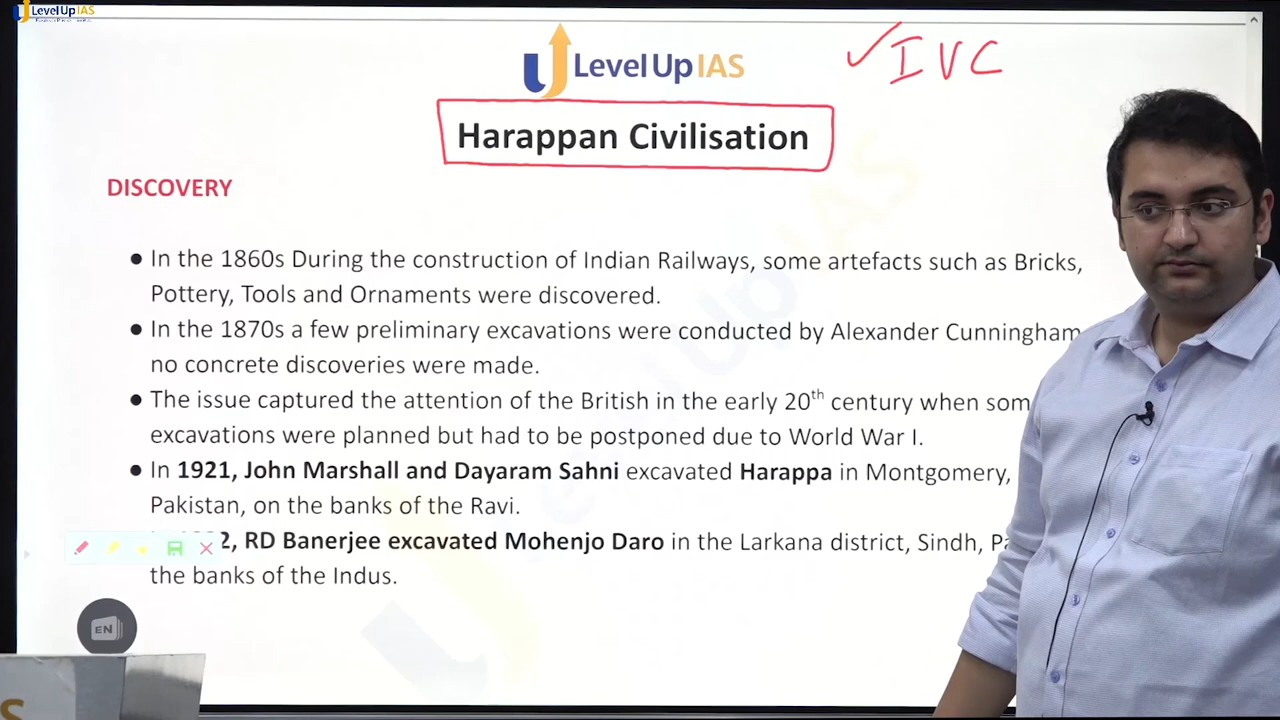 Level Up IAS
Level Up IAS
✓IVC
Harappan Civilisation
DISCOVERY
● In the 1860s During the construction of Indian Railways, some artefacts such as Bricks,
Pottery, Tools and Ornaments were discovered.
● In the 1870s a few preliminary excavations were conducted by Alexander Cunningham
no concrete discoveries were made.
● The issue captured the attention of the British in the early 20th century when
excavations were planned but had to be postponed due to World War I.
● In 1921, John Marshall and Dayaram Sahni excavated Harappa in Montgomery,
Pakistan, on the banks of the Ravi.
RD Banerjee excavated Mohenjo Daro in the Larkana district, Sindh,
the banks of the Indus.
EN
S